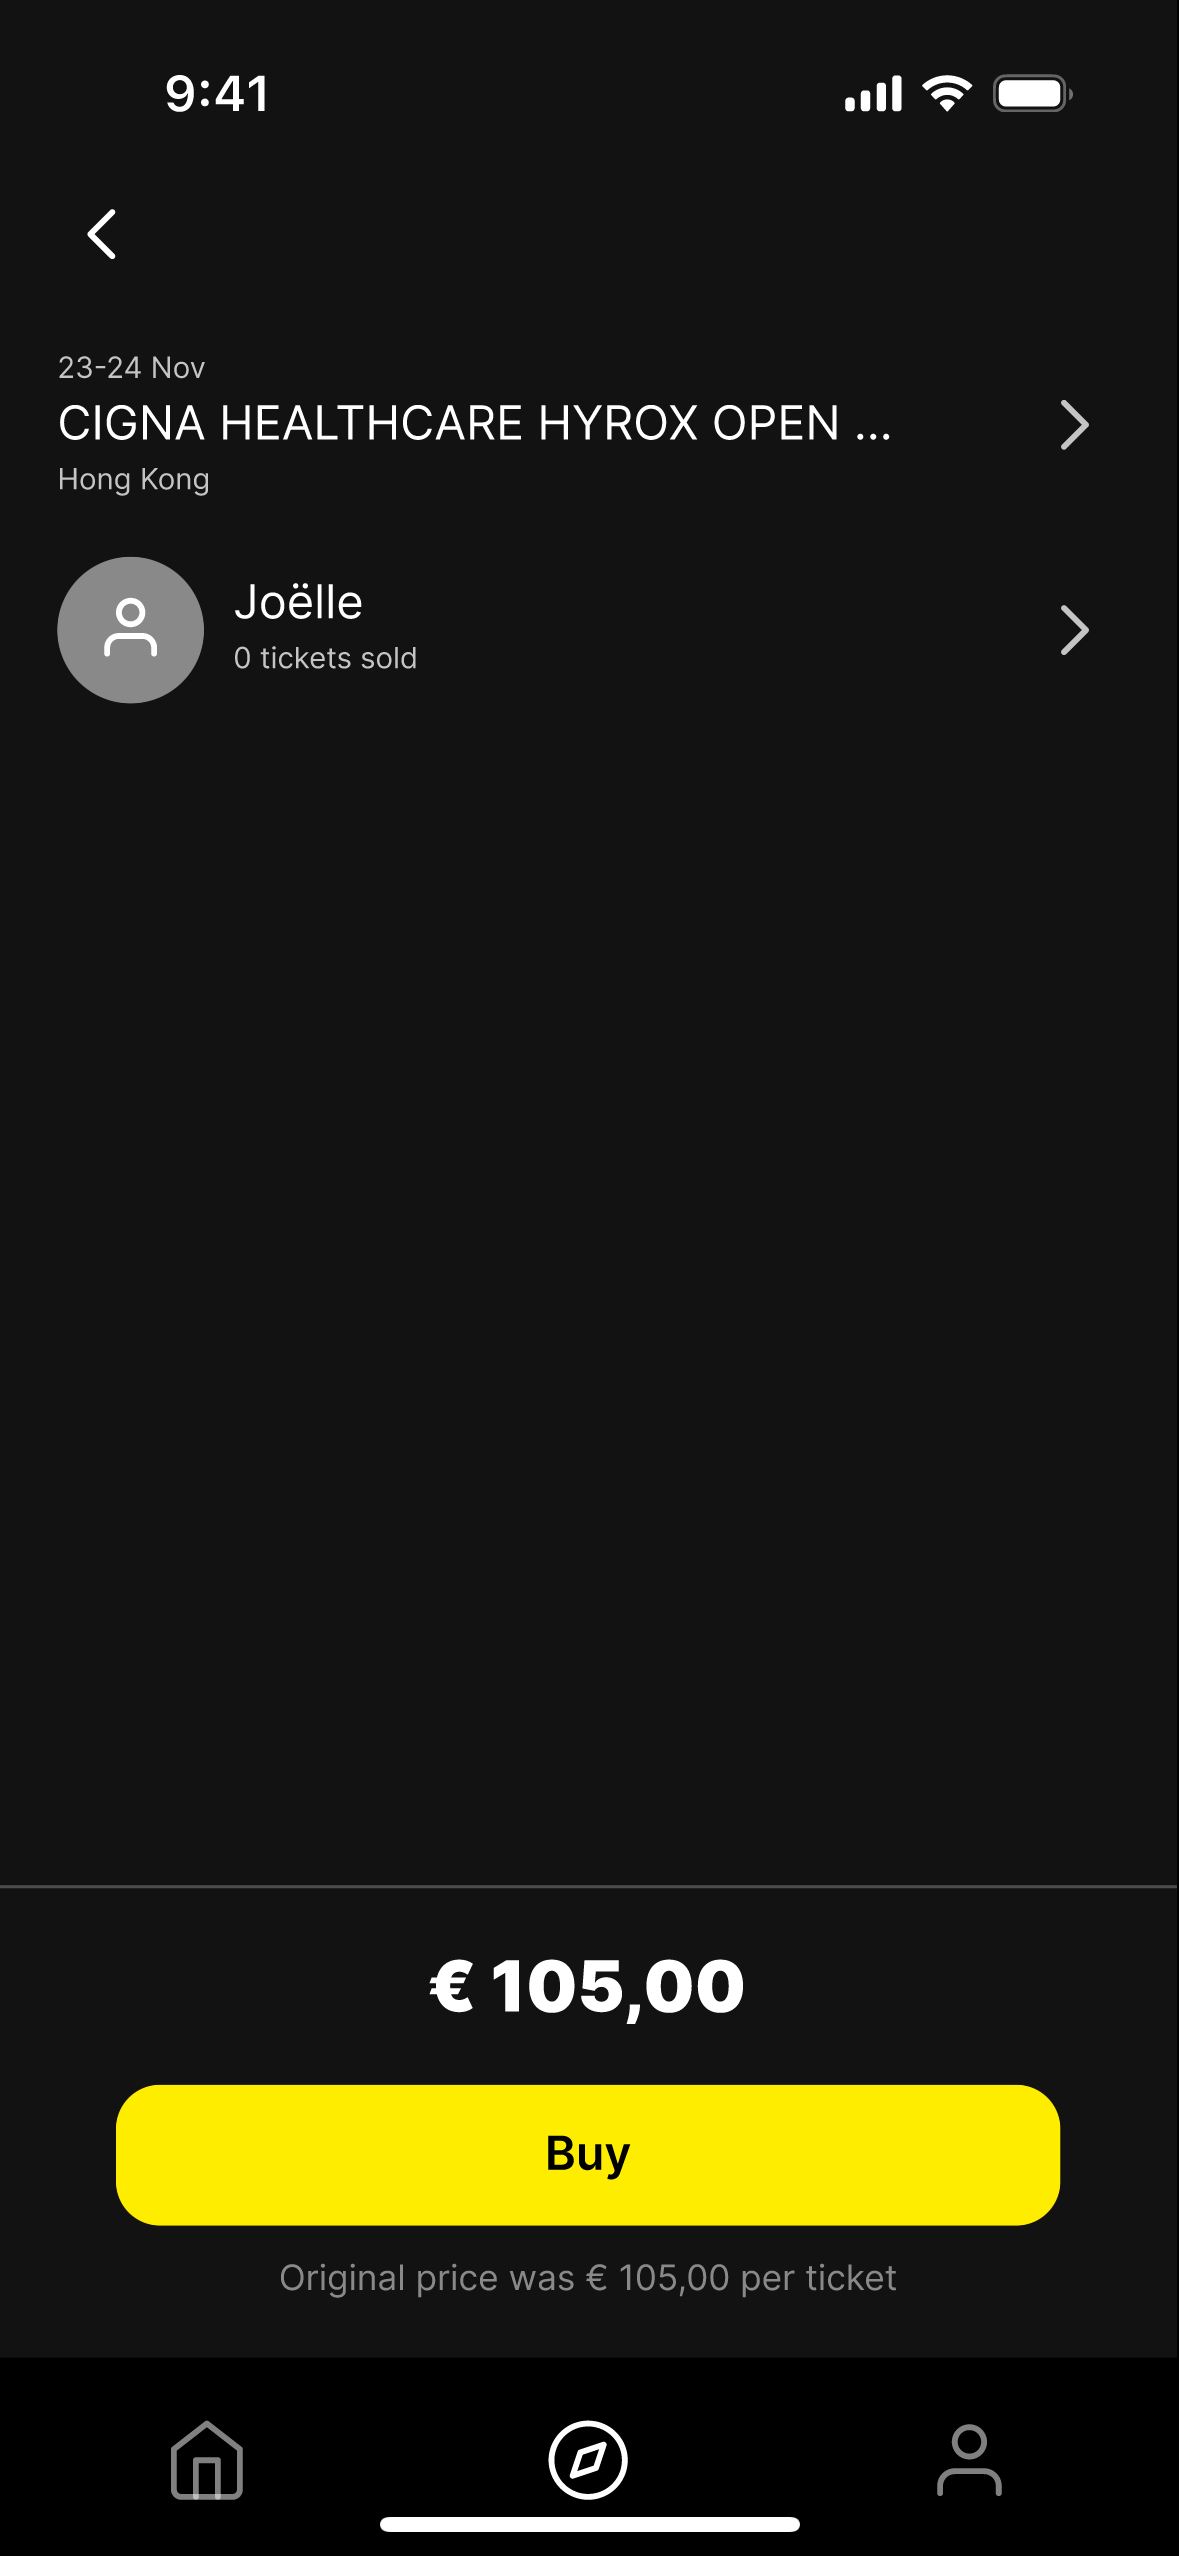 9:41
23-24 Nov
CIGNA HEALTHCARE HYROX OPEN ...
Hong Kong
Joëlle
0 tickets sold
€ 105,00
Buy
Original price was € 105,00 per ticket